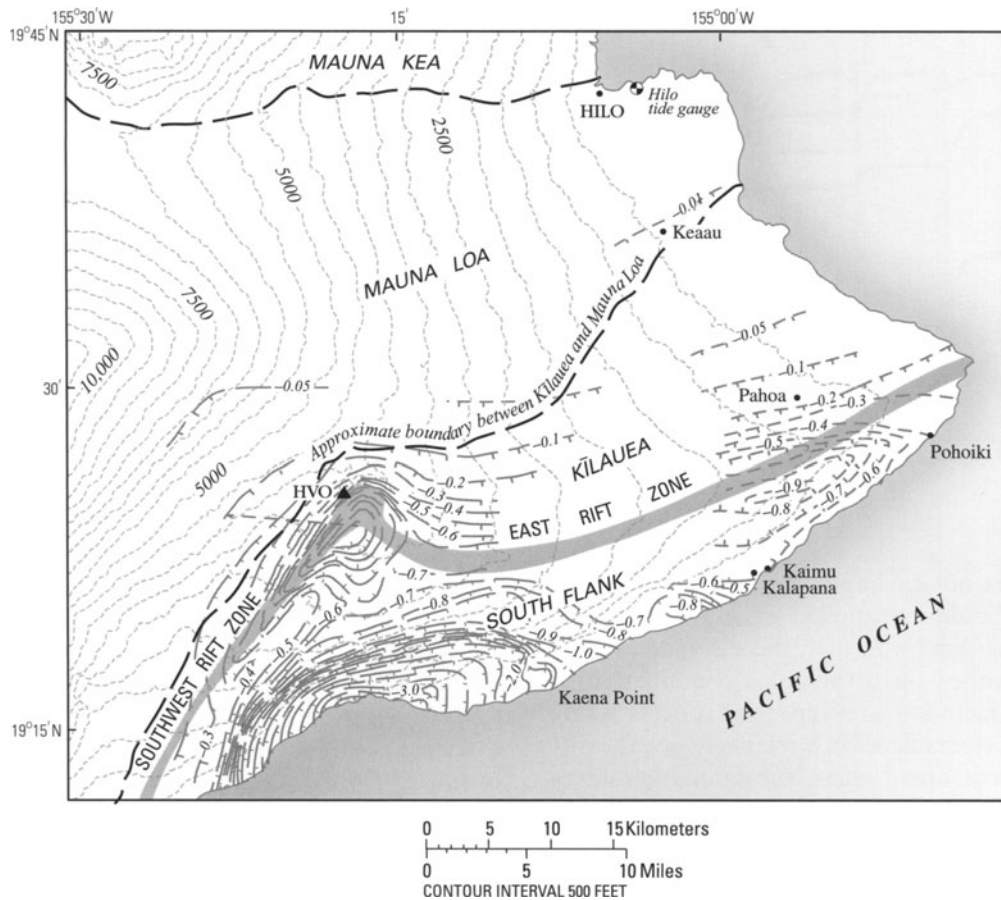 155°30' 15' 155°00'
19°45'
MAUNA KEA
7500
HILO
Hilo
tide gauge
2500
5000
-0.01
Keaau
MAUNA LOA
7500
10,000
Approximate boundary between Kīlauea and Mauna Loa
-0.05
-0.1
30'
-0.05
Pahoa
-0.2
-0.3
-0.4
-0.5
Pohoiki
-0.1
-0.2
KĪLAUEA
5000
HVO
-0.3
-0.4
-0.5
-0.6
EAST RIFT ZONE
-0.9
-0.8
-0.7
-0.6
-0.7
-0.8
-0.6
-0.7
SOUTH FLANK
-0.6
-0.5
Kaimu
Kalapana
-0.8
-0.7
-0.8
-0.9
-1.0
-0.5
-0.4
SOUTHWEST RIFT ZONE
-2.0
-3.0
Kaena Point
PACIFIC OCEAN
19°15'
-0.3
0 5 10 15 Kilometers
0 5 10 Miles
CONTOUR INTERVAL 500 FEET